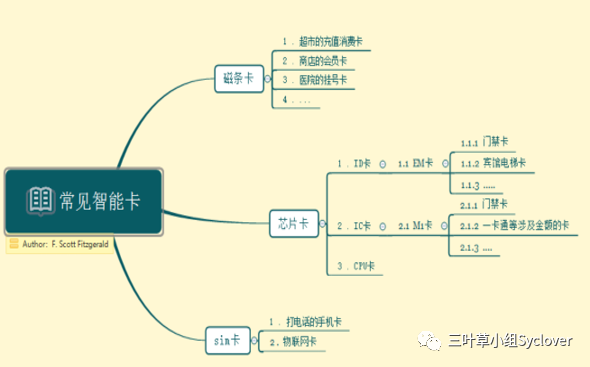 常见智能卡
Author: F. Scott Fitzgerald
磁条卡
1．超市的充值消费卡
2．商店的会员卡
3．医院的挂号卡
4．...
芯片卡
1．ID卡
1.1 EM卡
1.1.1 门禁卡
1.1.2 宾馆电梯卡
1.1.3 .....
2．IC卡
2.1 M1卡
2.1.1 门禁卡
2.1.2 一卡通等涉及金额的卡
2.1.3 ....
3．CPU卡
sim卡
1．打电话的手机卡
2．物联网卡
三叶草小组Syclover